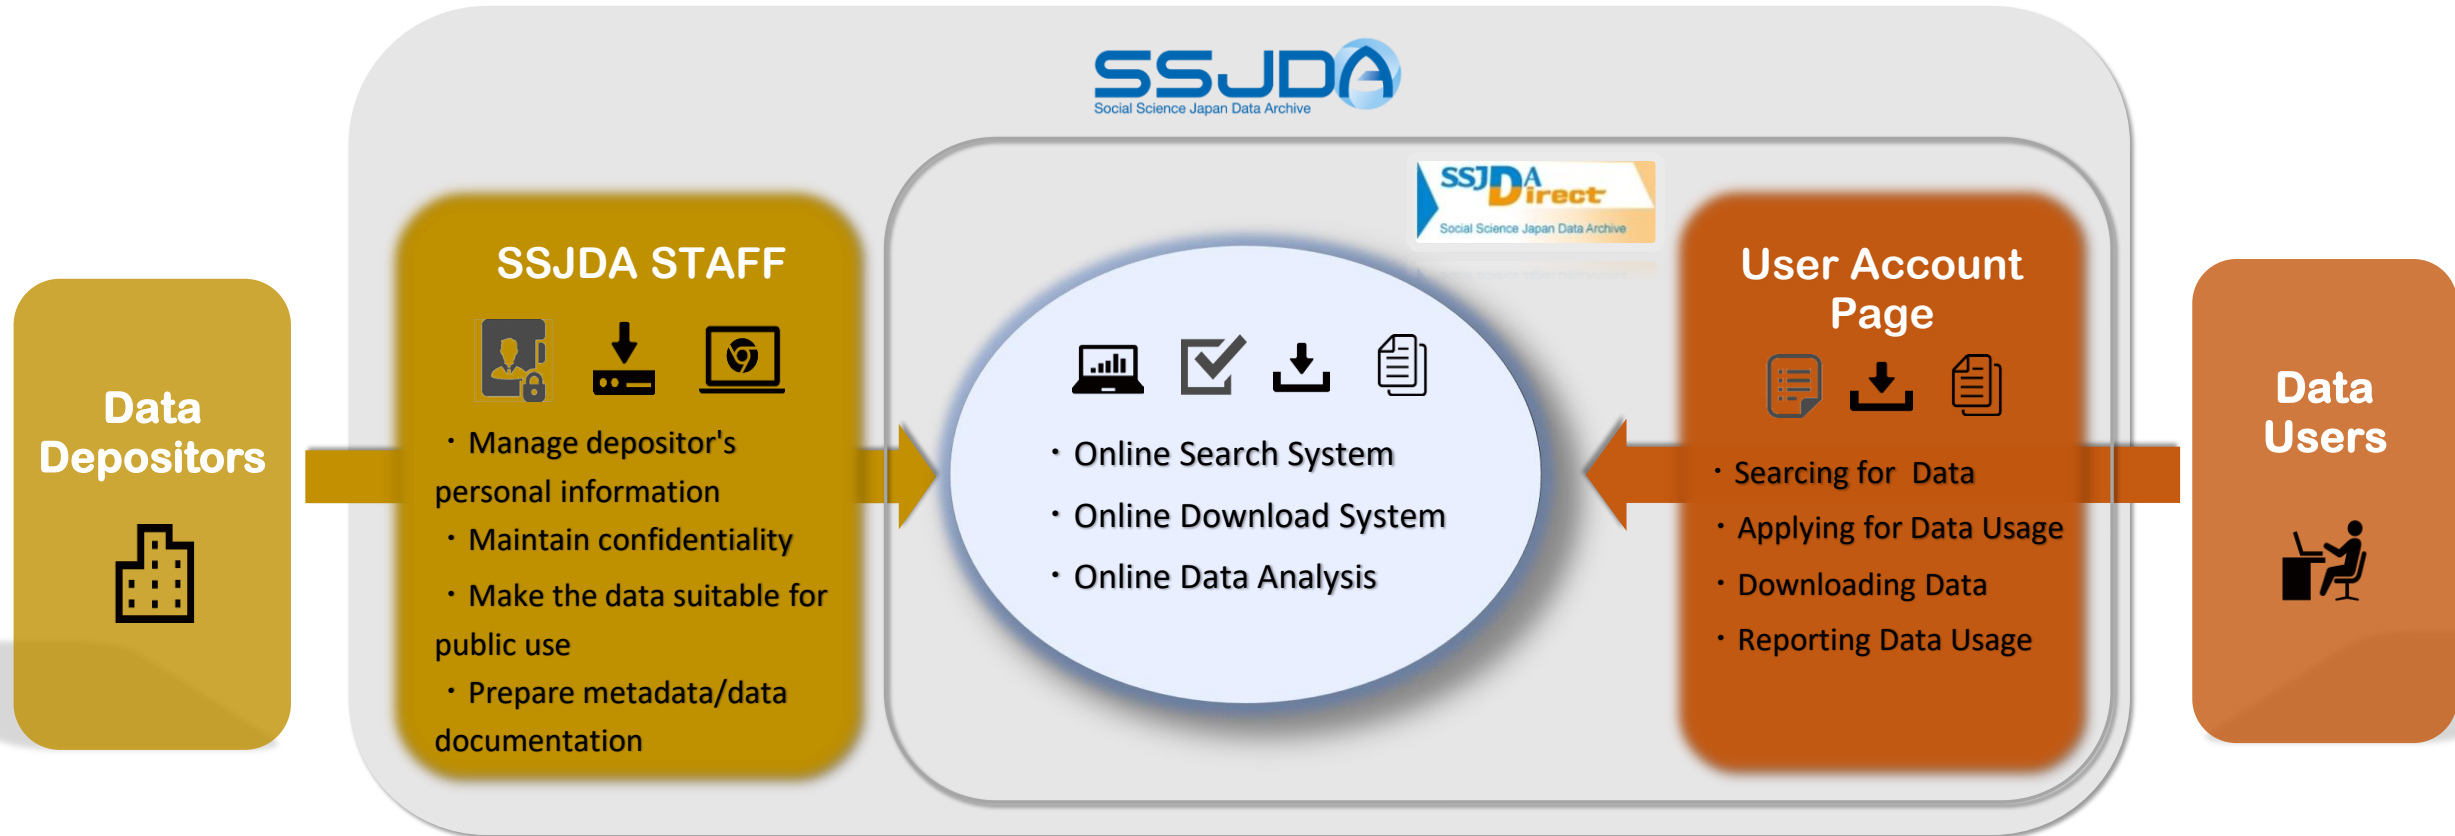 SSJDA
Social Science Japan Data Archive
SSJDA Direct
Social Science Japan Data Archive
Data
Depositors
SSJDA STAFF
・Manage depositor's
personal information
・Maintain confidentiality
・Make the data suitable for
public use
・Prepare metadata/data
documentation
・Online Search System
・Online Download System
・Online Data Analysis
User Account
Page
・Searcing for Data
・Applying for Data Usage
・Downloading Data
・Reporting Data Usage
Data
Users